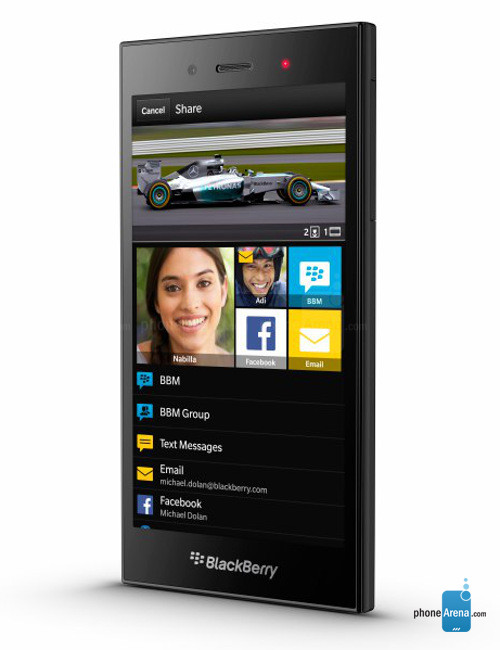 Cancel Share
PETRONAS
2 1
Nabilla
Adi
BBM
Facebook
Email
BBM
BBM Group
Text Messages
Email
michael.dolan@blackberry.com
Facebook
Michael Dolan
BlackBerry
phoneArena.com